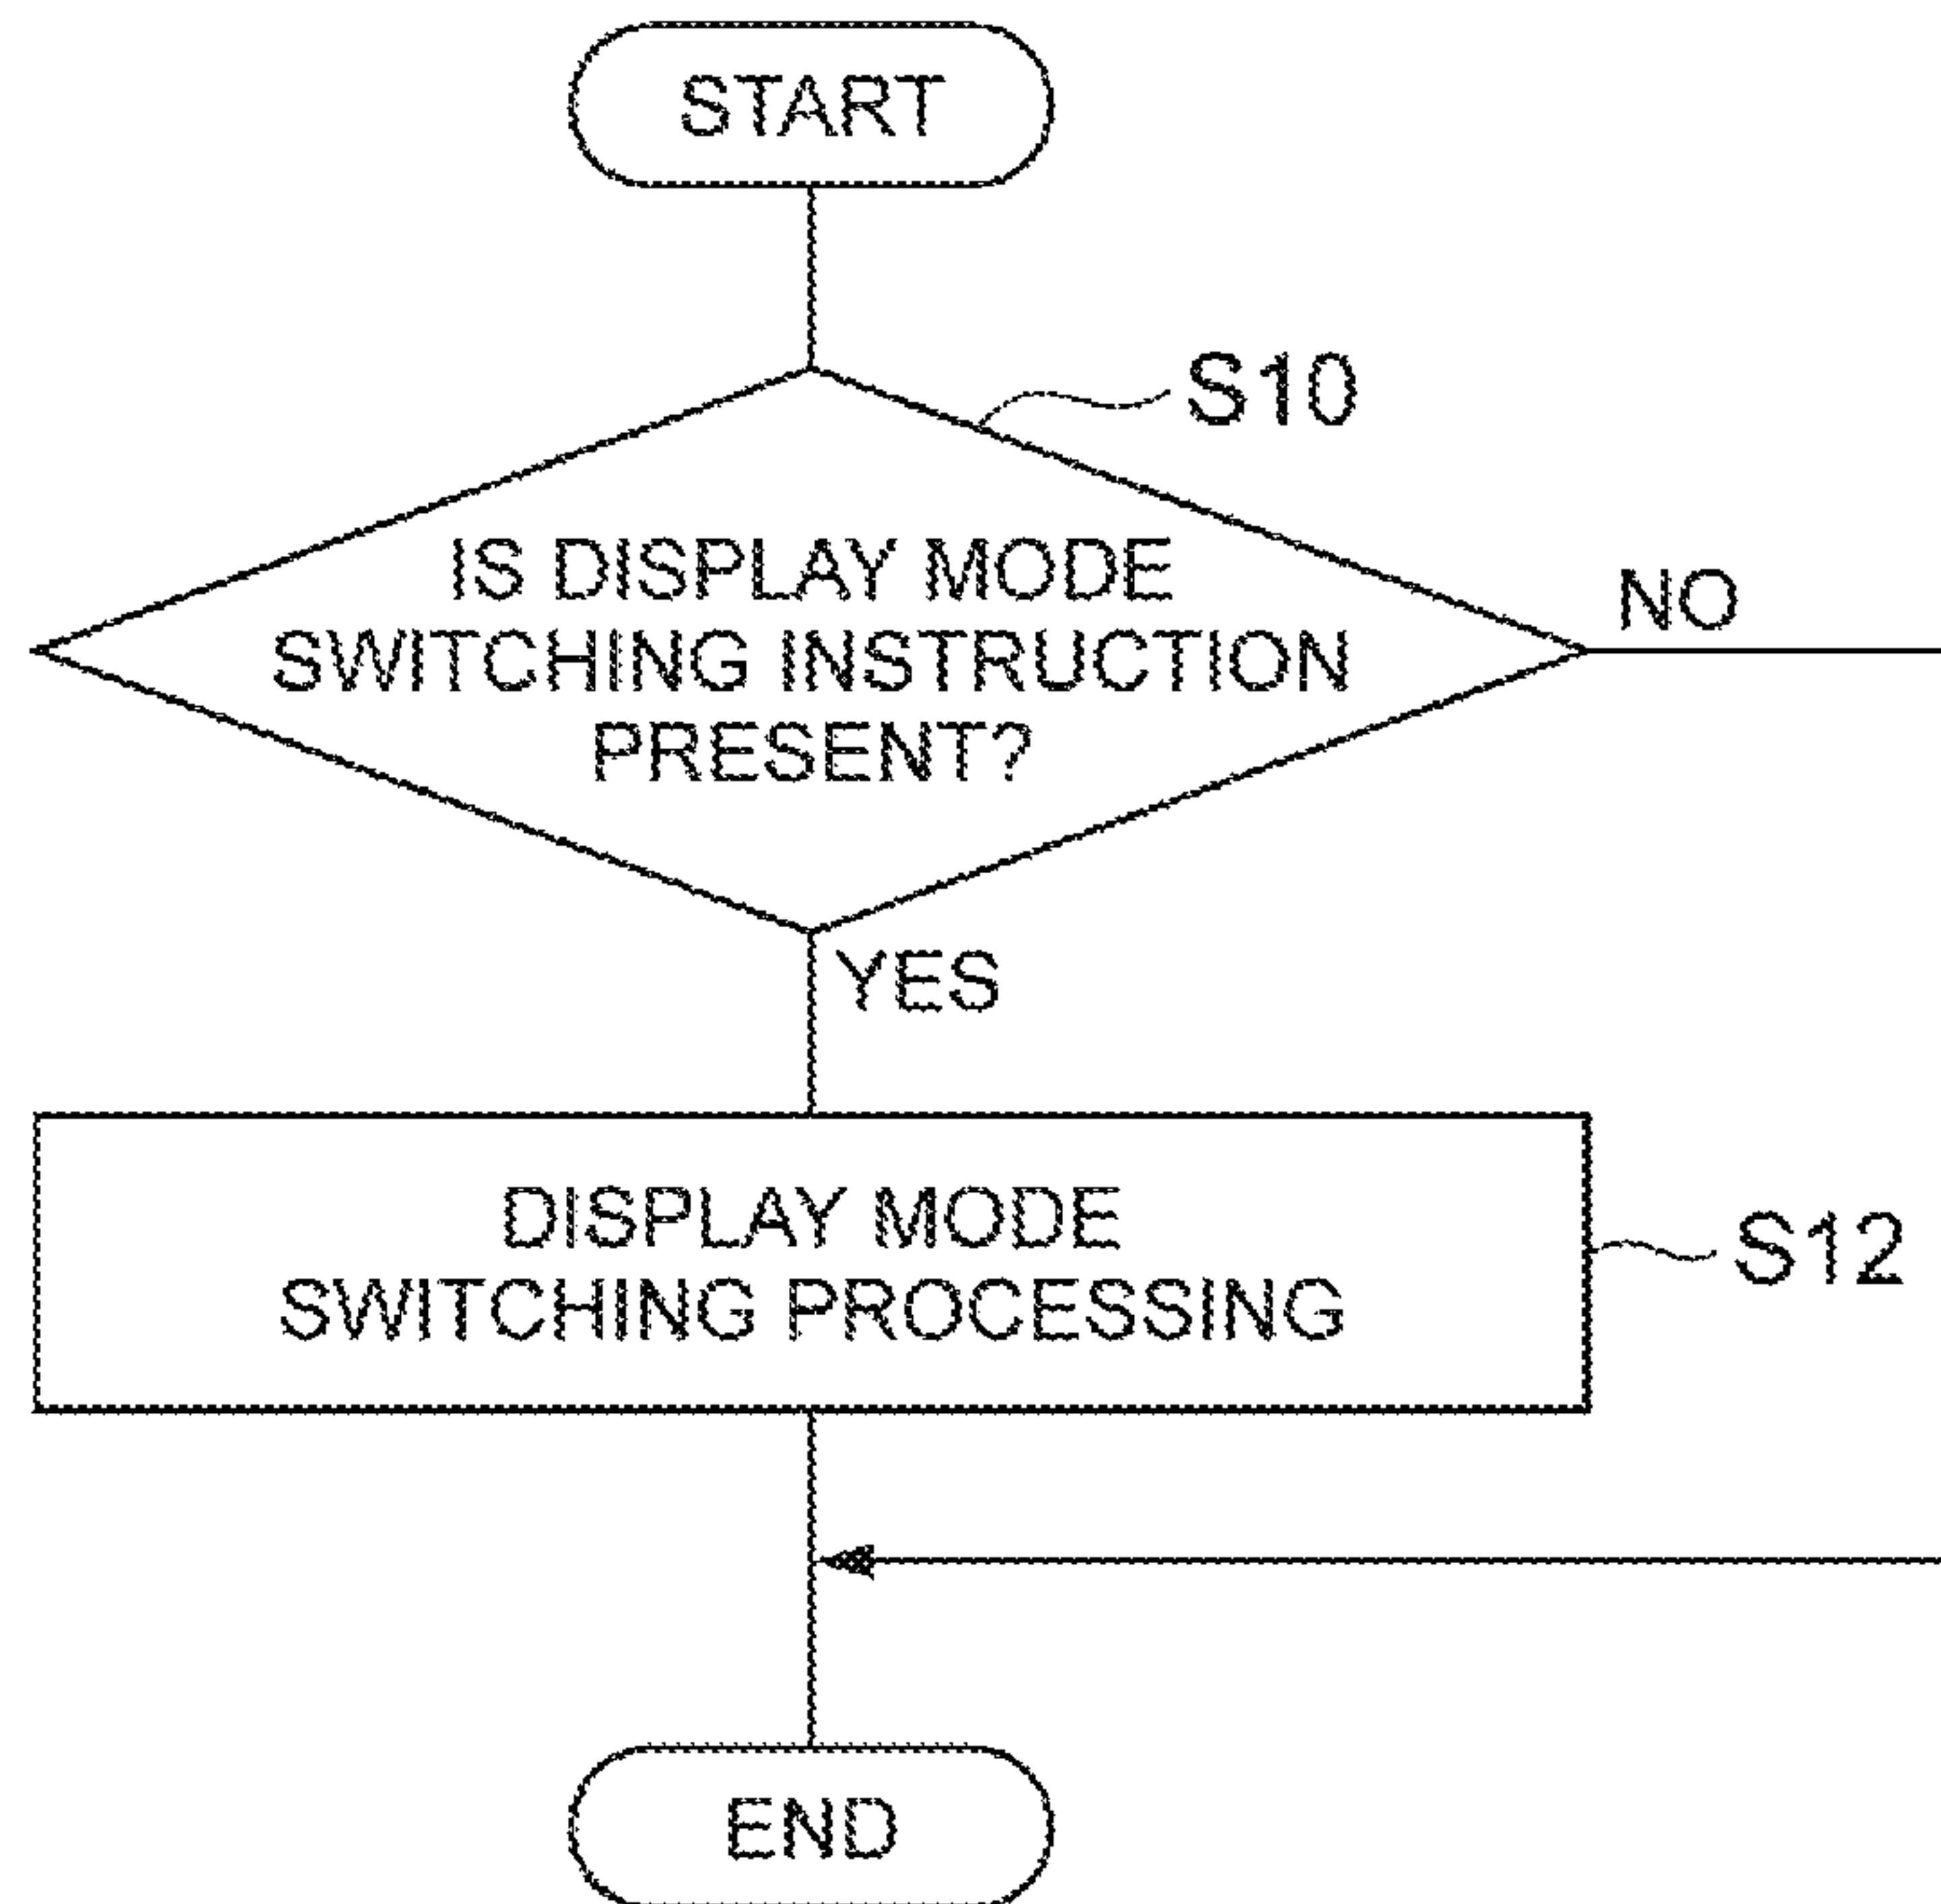 START
S10
IS DISPLAY MODE
SWITCHING INSTRUCTION
PRESENT?
NO
YES
DISPLAY MODE
SWITCHING PROCESSING
S12
END